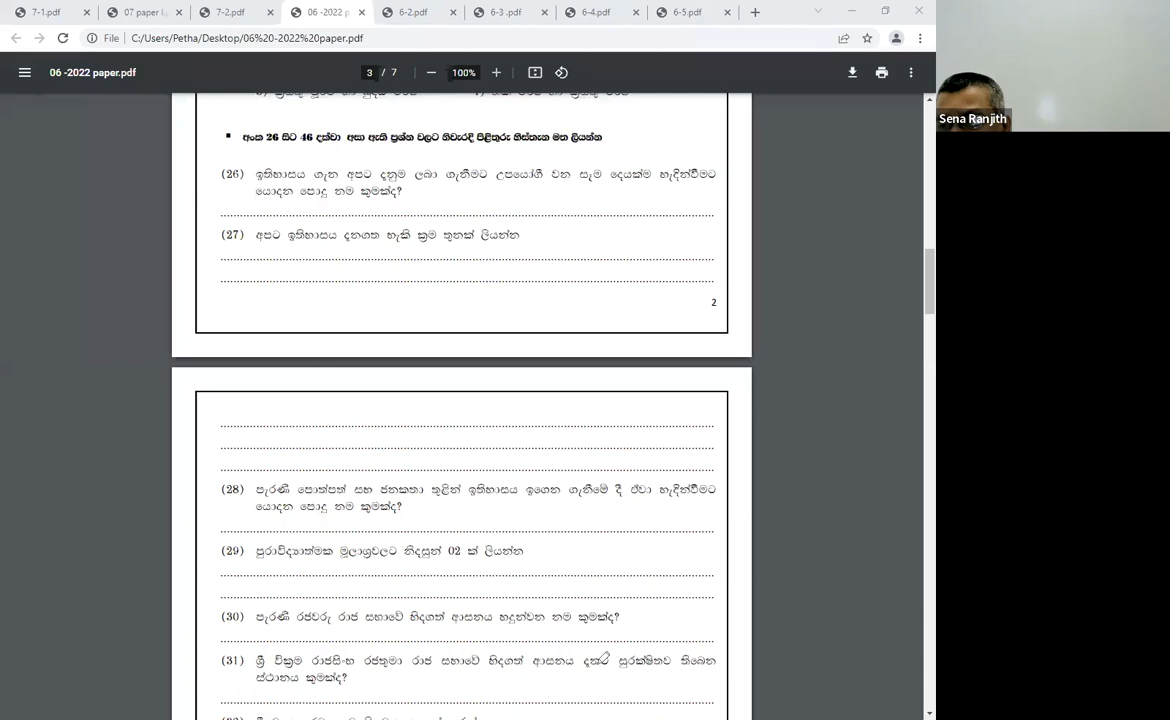 7-1.pdf
07 paper I.
7-2.pdf
06 -2022 p
6-2.pdf
6-3 .pdf
6-4.pdf
6-5.pdf
File
C:/Users/Petha/Desktop/06%20-2022%20paper.pdf
06 -2022 paper.pdf
3 / 7
100%
Sena Ranjith
අංක 26 සිට 46 දක්වා අසා ඇති ප්‍රශ්න වලට නිවැරදි පිළිතුරු හිස්තැන මත ලියන්න
(26) ඉතිහාසය ගැන අපට දැනුම ලබා ගැනීමට උපයෝගී වන සෑම දෙයක්ම හැඳින්වීමට
යොදන පොදු නම කුමක්ද?
(27) අපට ඉතිහාසය දැනගත හැකි ක්‍රම තුනක් ලියන්න
2
(28) පැරණි පොත්පත් සහ ජනකතා තුළින් ඉතිහාසය ඉගෙන ගැනීමේ දී ඒවා හැඳින්වීමට
යොදන පොදු නම කුමක්ද?
(29) පුරාවිද්‍යාත්මක මූලාශ්‍රවලට නිදසුන් 02 ක් ලියන්න
(30) පැරණි රජවරු රාජ සභාවේ හිඳගත් ආසනය හඳුන්වන නම කුමක්ද?
(31) ශ්‍රී වික්‍රම රාජසිංහ රජතුමා රාජ සභාවේ හිඳගත් ආසනය දැනට සුරක්ෂිතව තිබෙන
ස්ථානය කුමක්ද?